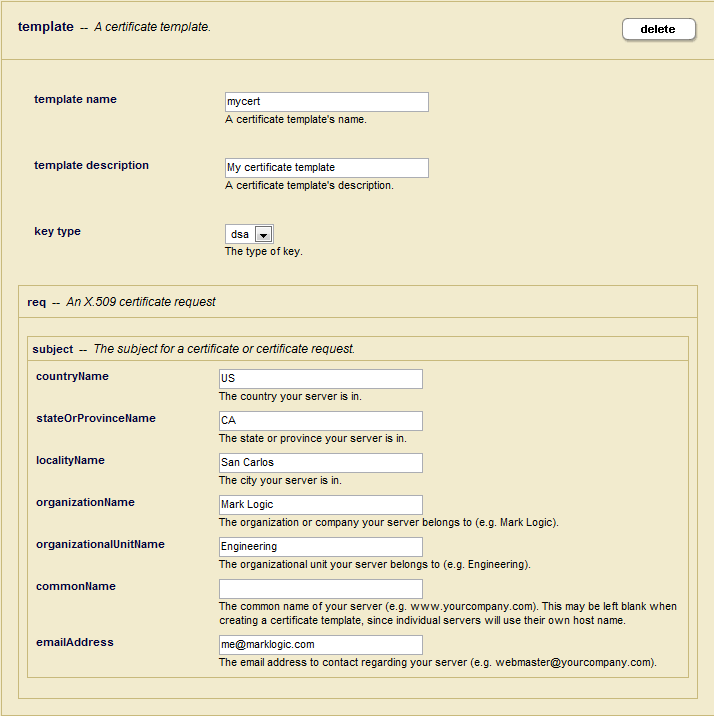 template -- A certificate template.
delete
template name
mycert
A certificate template's name.
template description
My certificate template
A certificate template's description.
key type
dsa
The type of key.
req -- An X.509 certificate request
subject -- The subject for a certificate or certificate request.
countryName
US
The country your server is in.
stateOrProvinceName
CA
The state or province your server is in.
localityName
San Carlos
The city your server is in.
organizationName
Mark Logic
The organization or company your server belongs to (e.g. Mark Logic).
organizationalUnitName
Engineering
The organizational unit your server belongs to (e.g. Engineering).
commonName
The common name of your server (e.g. www.yourcompany.com). This may be left blank when
creating a certificate template, since individual servers will use their own host name.
emailAddress
me@marklogic.com
The email address to contact regarding your server (e.g. webmaster@yourcompany.com).